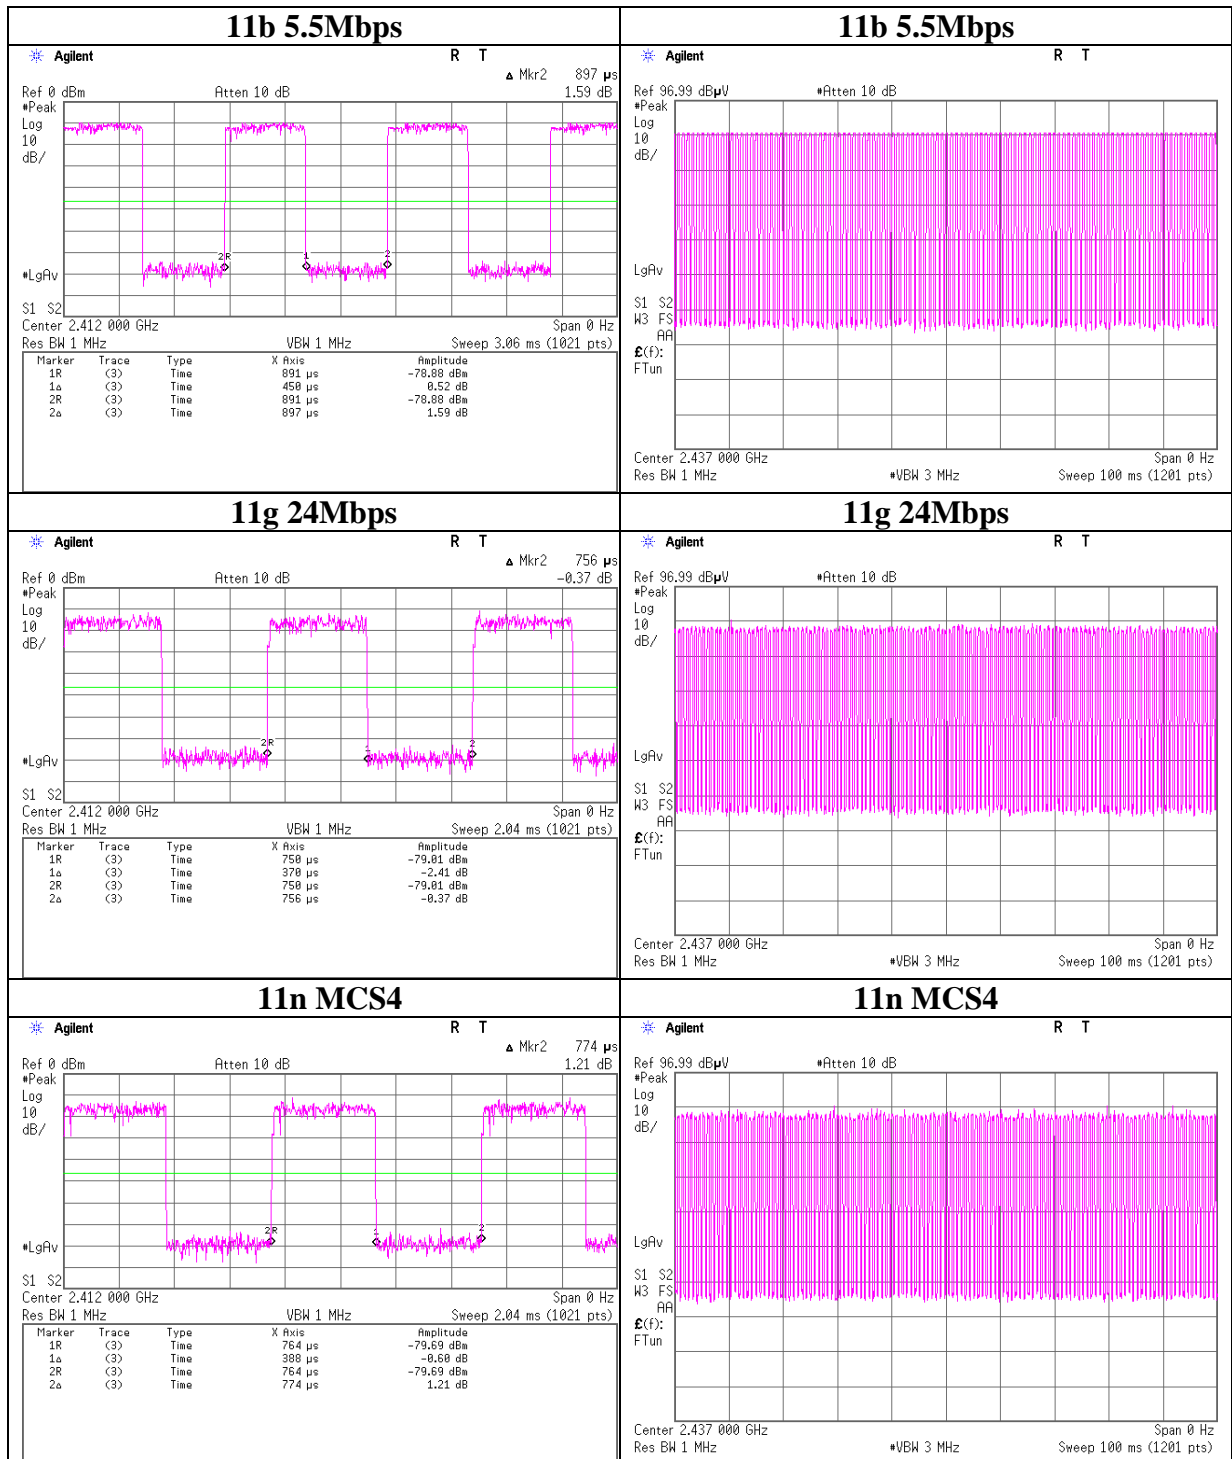 11b 5.5Mbps
Agilent R T
Δ Mkr2 897 µs
Ref 0 dBm Atten 10 dB 1.59 dB
#Peak
Log
10
dB/
2R 1 2
#LgAv
S1 S2
Center 2.412 000 GHz Span 0 Hz
Res BW 1 MHz VBW 1 MHz Sweep 3.06 ms (1021 pts)
Marker Trace Type X Axis Amplitude
1R (3) Time 891 µs -78.88 dBm
1Δ (3) Time 450 µs 0.52 dB
2R (3) Time 891 µs -78.88 dBm
2Δ (3) Time 897 µs 1.59 dB
11b 5.5Mbps
Agilent R T
Ref 96.99 dBµV #Atten 10 dB
#Peak
Log
10
dB/
LgAv
S1 S2
W3 FS
AA
£(f):
FTun
Center 2.437 000 GHz Span 0 Hz
Res BW 1 MHz #VBW 3 MHz Sweep 100 ms (1201 pts)
11g 24Mbps
Agilent R T
Δ Mkr2 756 µs
Ref 0 dBm Atten 10 dB -0.37 dB
#Peak
Log
10
dB/
2R 1 2
#LgAv
S1 S2
Center 2.412 000 GHz Span 0 Hz
Res BW 1 MHz VBW 1 MHz Sweep 2.04 ms (1021 pts)
Marker Trace Type X Axis Amplitude
1R (3) Time 750 µs -79.01 dBm
1Δ (3) Time 370 µs -2.41 dB
2R (3) Time 750 µs -79.01 dBm
2Δ (3) Time 756 µs -0.37 dB
11g 24Mbps
Agilent R T
Ref 96.99 dBµV #Atten 10 dB
#Peak
Log
10
dB/
LgAv
S1 S2
W3 FS
AA
£(f):
FTun
Center 2.437 000 GHz Span 0 Hz
Res BW 1 MHz #VBW 3 MHz Sweep 100 ms (1201 pts)
11n MCS4
Agilent R T
Δ Mkr2 774 µs
Ref 0 dBm Atten 10 dB 1.21 dB
#Peak
Log
10
dB/
2R 1 2
#LgAv
S1 S2
Center 2.412 000 GHz Span 0 Hz
Res BW 1 MHz VBW 1 MHz Sweep 2.04 ms (1021 pts)
Marker Trace Type X Axis Amplitude
1R (3) Time 764 µs -79.69 dBm
1Δ (3) Time 388 µs -0.60 dB
2R (3) Time 764 µs -79.69 dBm
2Δ (3) Time 774 µs 1.21 dB
11n MCS4
Agilent R T
Ref 96.99 dBµV #Atten 10 dB
#Peak
Log
10
dB/
LgAv
S1 S2
W3 FS
AA
£(f):
FTun
Center 2.437 000 GHz Span 0 Hz
Res BW 1 MHz #VBW 3 MHz Sweep 100 ms (1201 pts)